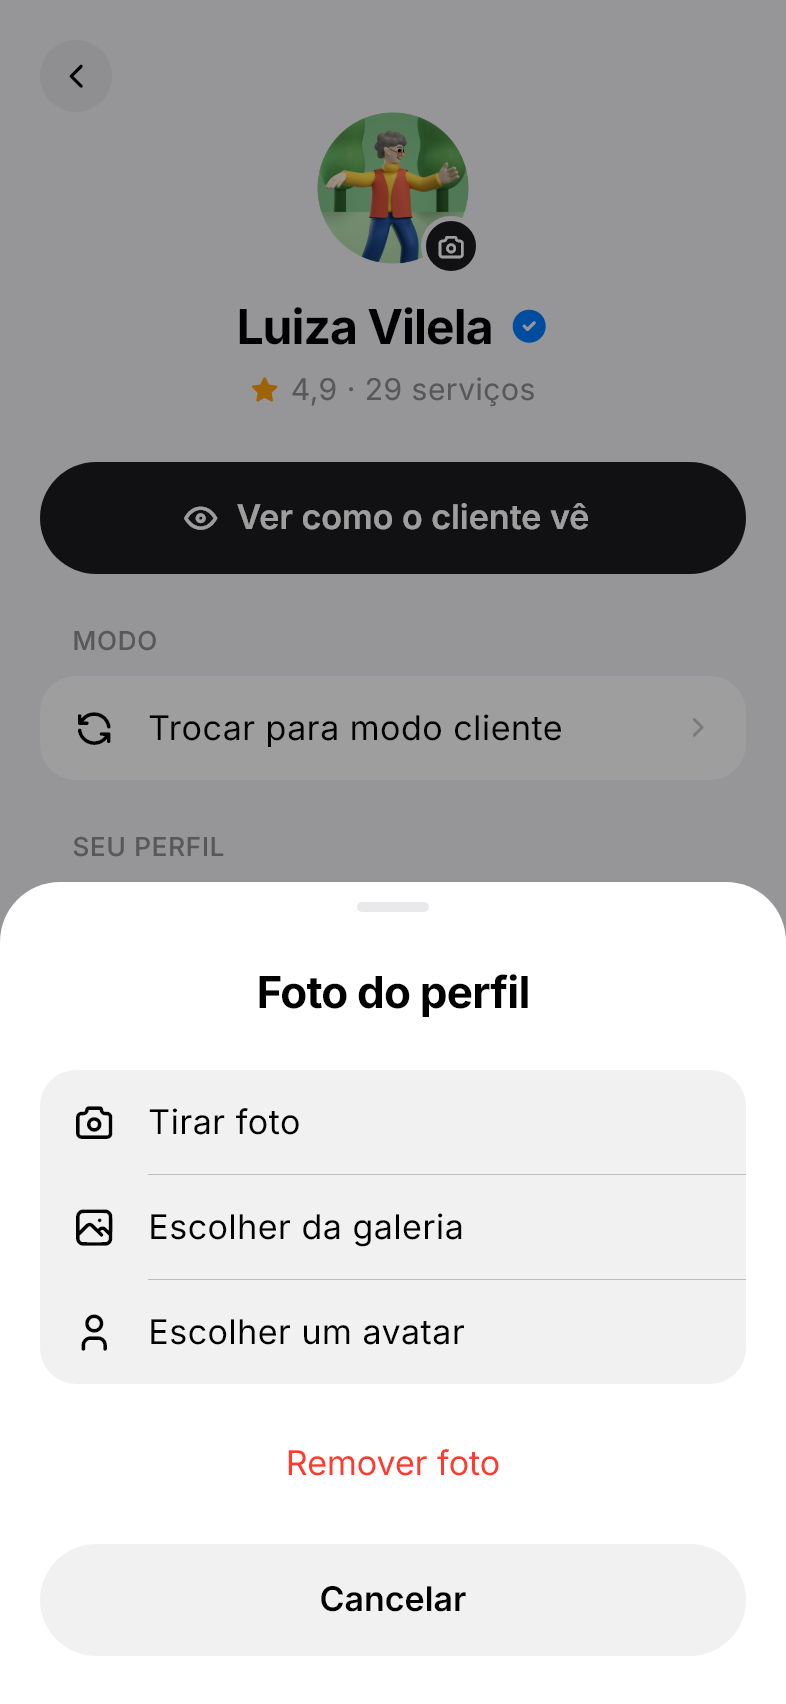 Luiza Vilela
4,9 · 29 serviços
Ver como o cliente vê
MODO
Trocar para modo cliente
SEU PERFIL
Foto do perfil
Tirar foto
Escolher da galeria
Escolher um avatar
Remover foto
Cancelar